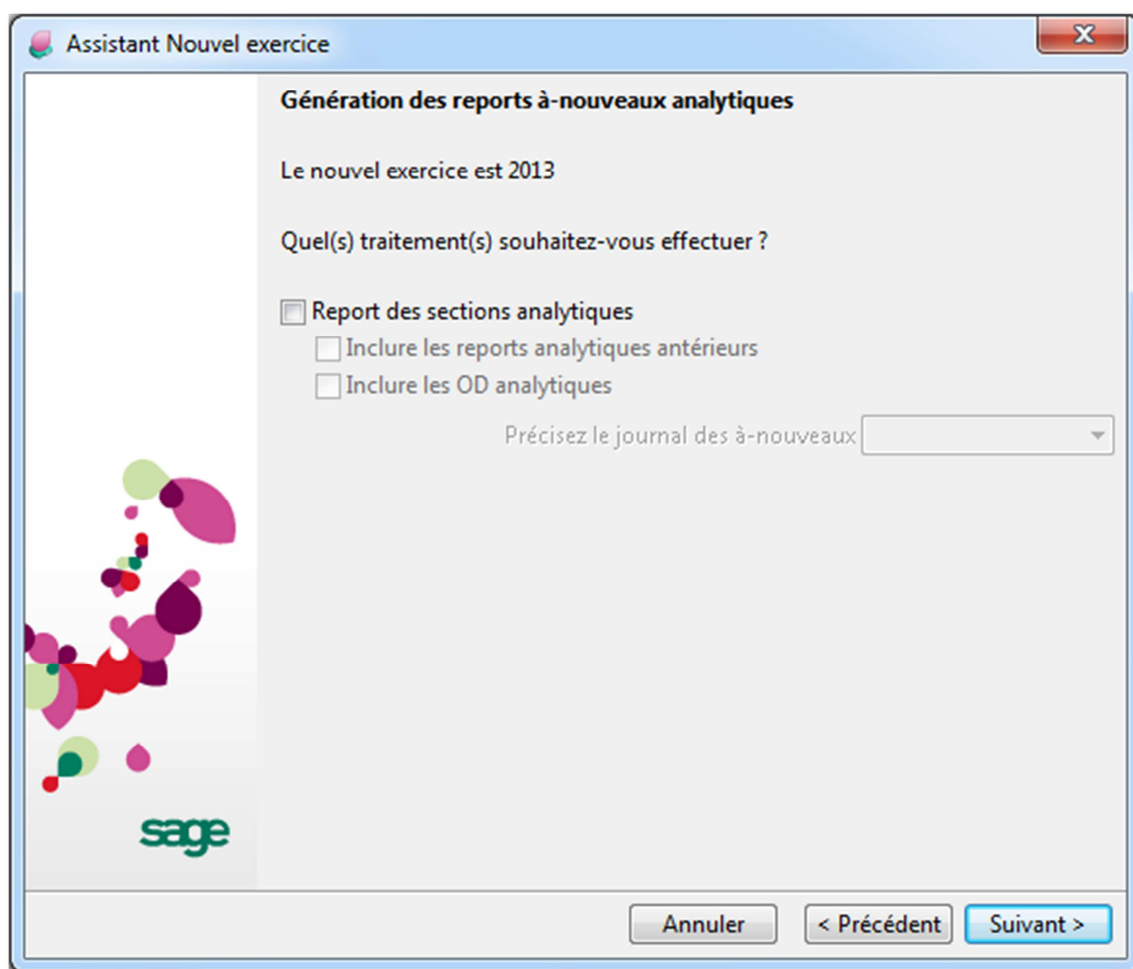 Assistant Nouvel exercice
Génération des reports à-nouveaux analytiques
Le nouvel exercice est 2013
Quel(s) traitement(s) souhaitez-vous effectuer ?
Report des sections analytiques
Inclure les reports analytiques antérieurs
Inclure les OD analytiques
Précisez le journal des à-nouveaux
sage
Annuler
< Précédent
Suivant >